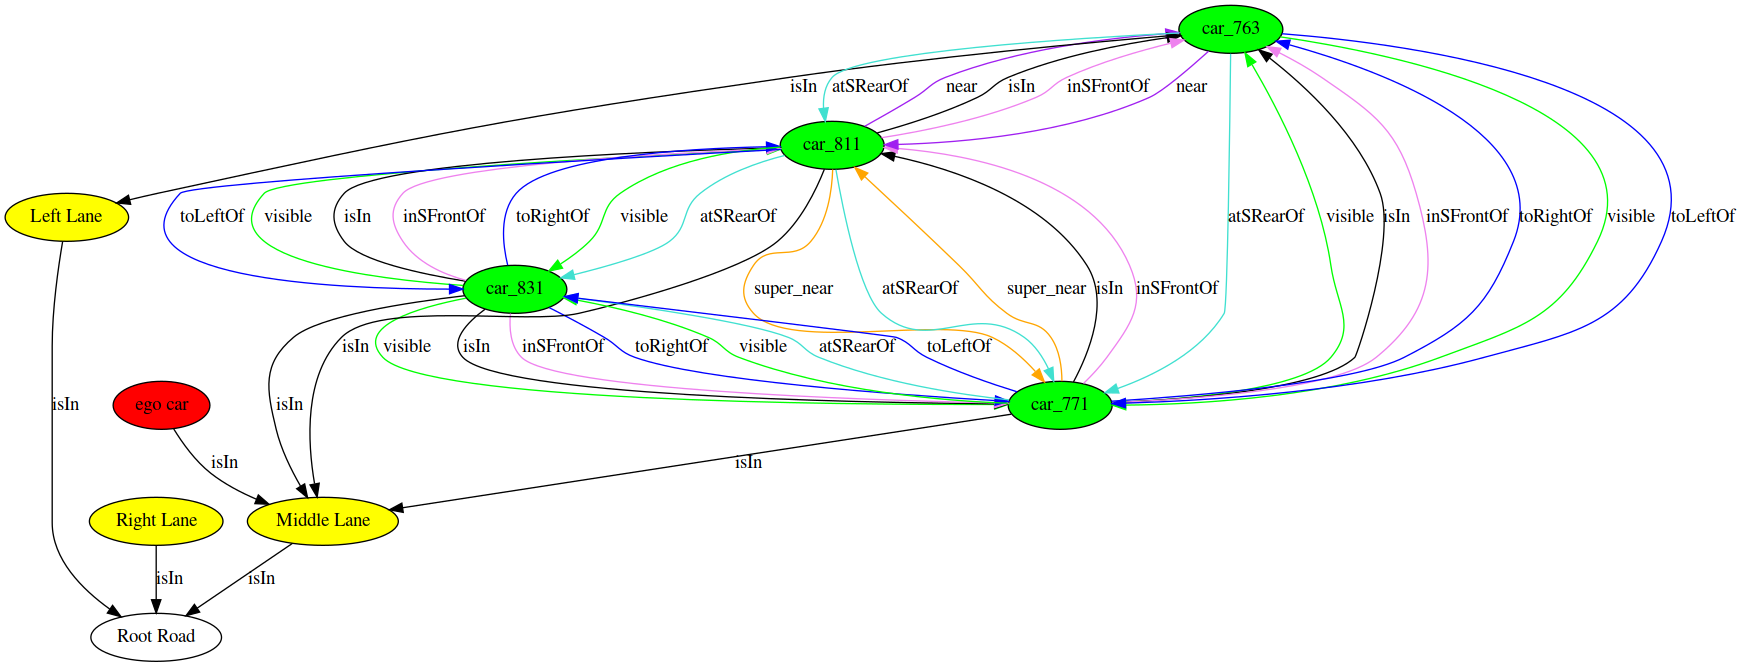 car_763
isIn
atSRearOf
near
isIn
inSFrontOf
near
car_811
Left Lane
toLeftOf
visible
isIn
inSFrontOf
toRightOf
visible
atSRearOf
atSRearOf
visible
isIn
inSFrontOf
toRightOf
visible
toLeftOf
car_831
super_near
atSRearOf
super_near
isIn
inSFrontOf
isIn
visible
isIn
inSFrontOf
toRightOf
visible
atSRearOf
toLeftOf
isIn
ego car
isIn
car_771
isIn
isIn
Right Lane
Middle Lane
isIn
isIn
Root Road